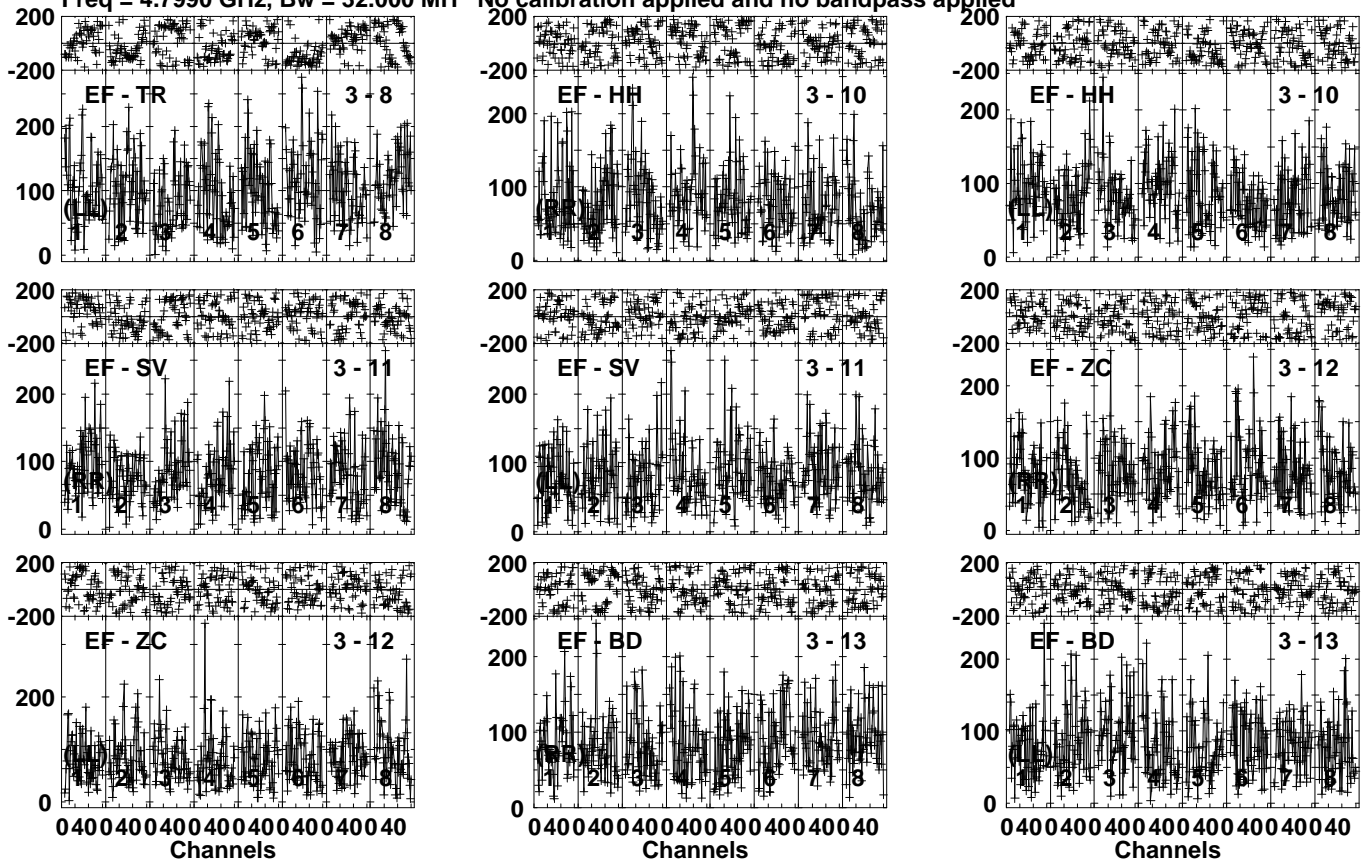 Freq = 4.7990 GHz, Bw = 32.000 MH No calibration applied and no bandpass applied
200 200 200
-200 -200 -200
EF - TR 3 - 8 EF - HH 3 - 10 EF - HH 3 - 10
200 200 200
100 100 100
(LL) (RR) (LL)
1 2 3 4 5 6 7 8 1 2 3 4 5 6 7 8 1 2 3 4 5 6 7 8
0 0 0
200 200 200
-200 -200 -200
EF - SV 3 - 11 EF - SV 3 - 11 EF - ZC 3 - 12
200 200 200
100 100 100
(RR) (LL) (RR)
1 2 3 4 5 6 7 8 1 2 3 4 5 6 7 8 1 2 3 4 5 6 7 8
0 0 0
200 200 200
-200 -200 -200
EF - ZC 3 - 12 EF - BD 3 - 13 EF - BD 3 - 13
200 200 200
100 100 100
(LL) (RR) (LL)
1 2 3 4 5 6 7 8 1 2 3 4 5 6 7 8 1 2 3 4 5 6 7 8
0 0 0
0 40 0 40 0 40 0 40 0 40 0 40 0 40 0 40 0 40 0 40 0 40 0 40 0 40 0 40 0 40 0 40 0 40 0 40 0 40 0 40 0 40 0 40 0 40 0 40
Channels Channels Channels